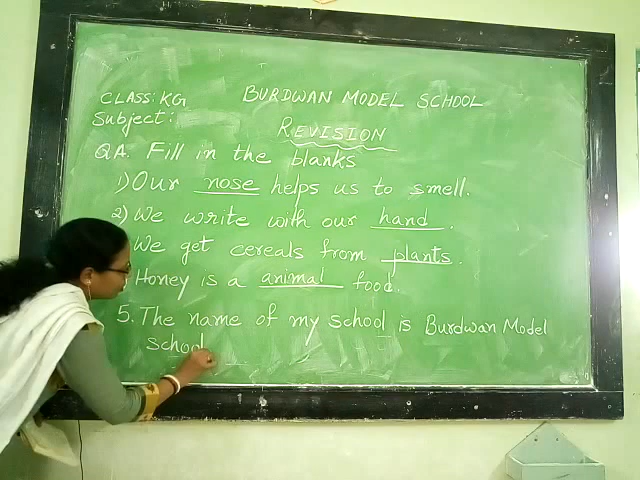 BURDWAN MODEL SCHOOL
CLASS: KG
Subject:
REVISION
QA. Fill in the blanks
1) Our nose helps us to smell.
2) We write with our hand.
We get cereals from plants.
Honey is a animal food.
5. The name of my school is Burdwan Model
school